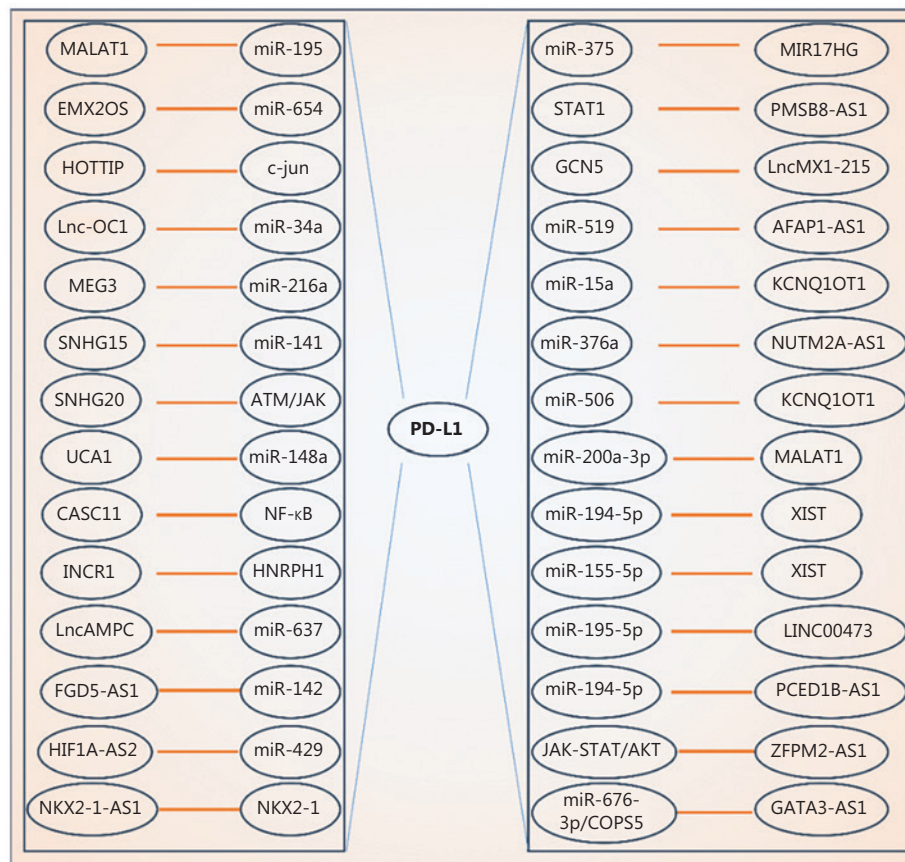 MALAT1 miR-195
EMX2OS miR-654
HOTTIP c-jun
Lnc-OC1 miR-34a
MEG3 miR-216a
SNHG15 miR-141
SNHG20 ATM/JAK
UCA1 miR-148a
CASC11 NF-κB
INCR1 HNRPH1
LncAMPC miR-637
FGD5-AS1 miR-142
HIF1A-AS2 miR-429
NKX2-1-AS1 NKX2-1
PD-L1
miR-375 MIR17HG
STAT1 PMSB8-AS1
GCN5 LncMX1-215
miR-519 AFAP1-AS1
miR-15a KCNQ1OT1
miR-376a NUTM2A-AS1
miR-506 KCNQ1OT1
miR-200a-3p MALAT1
miR-194-5p XIST
miR-155-5p XIST
miR-195-5p LINC00473
miR-194-5p PCED1B-AS1
JAK-STAT/AKT ZFPM2-AS1
miR-676-
3p/COPS5 GATA3-AS1